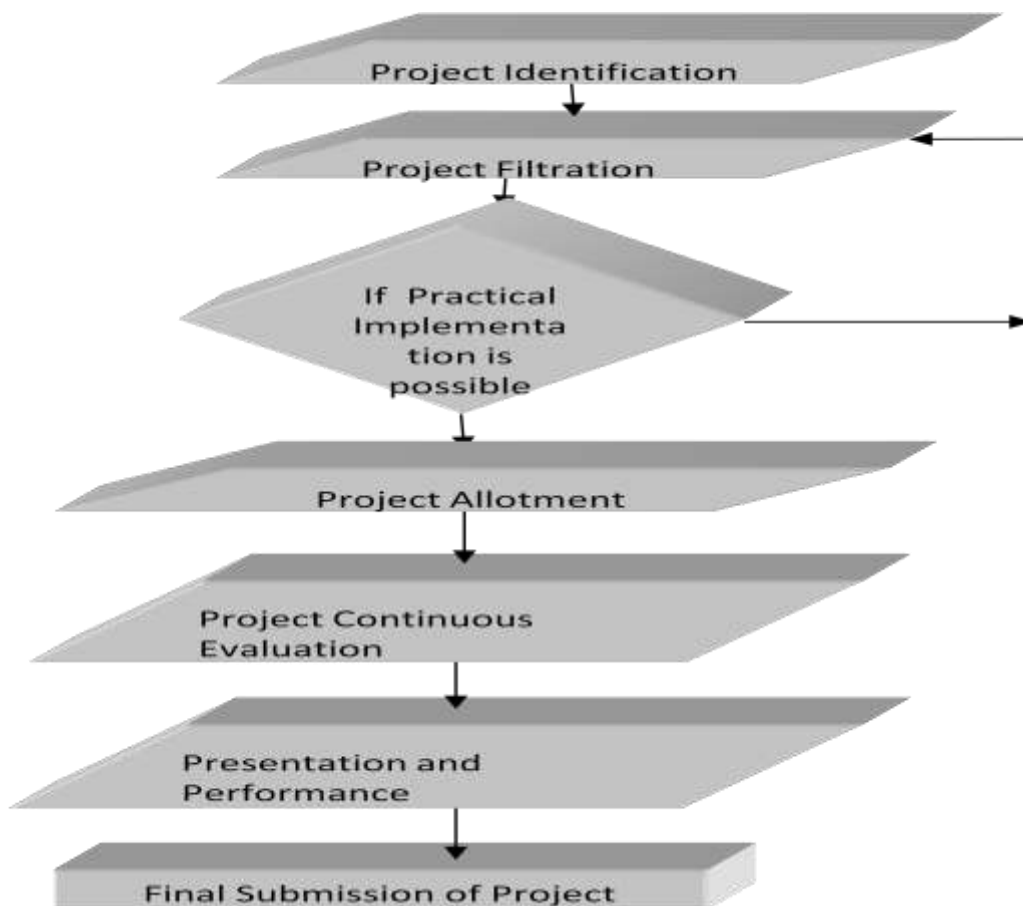 Project Identification
Project Filtration
If Practical
Implementa
tion is
possible
Project Allotment
Project Continuous
Evaluation
Presentation and
Performance
Final Submission of Project